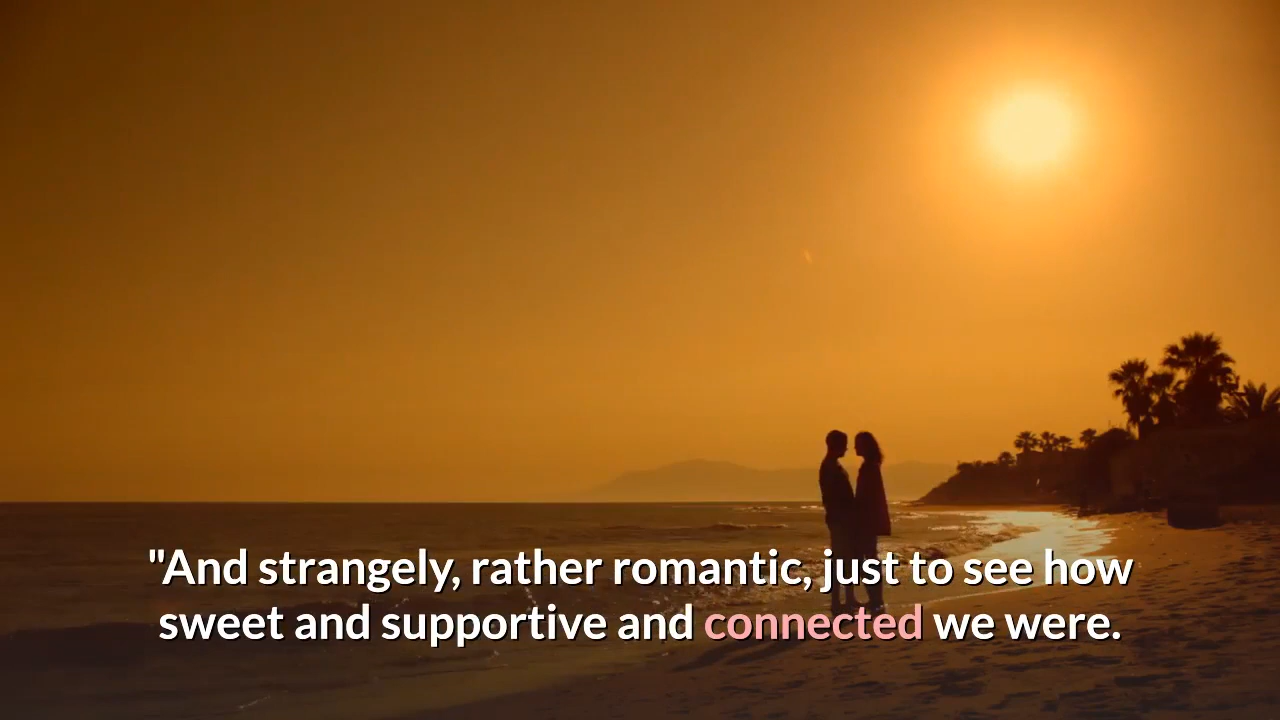 "And strangely, rather romantic, just to see how
sweet and supportive and connected we were.